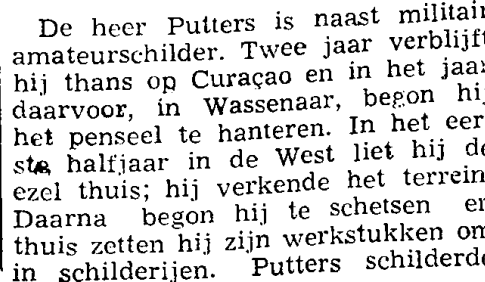 De heer Putters is naast militair
amateurschilder. Twee jaar verblijft
hij thans op Curaçao en in het jaar
daarvoor, in Wassenaar, begon hij
het penseel te hanteren. In het eer-
ste halfjaar in de West liet hij de
ezel thuis; hij verkende het terrein.
Daarna begon hij te schetsen en
thuis zetten hij zijn werkstukken om
in schilderijen. Putters schilderde